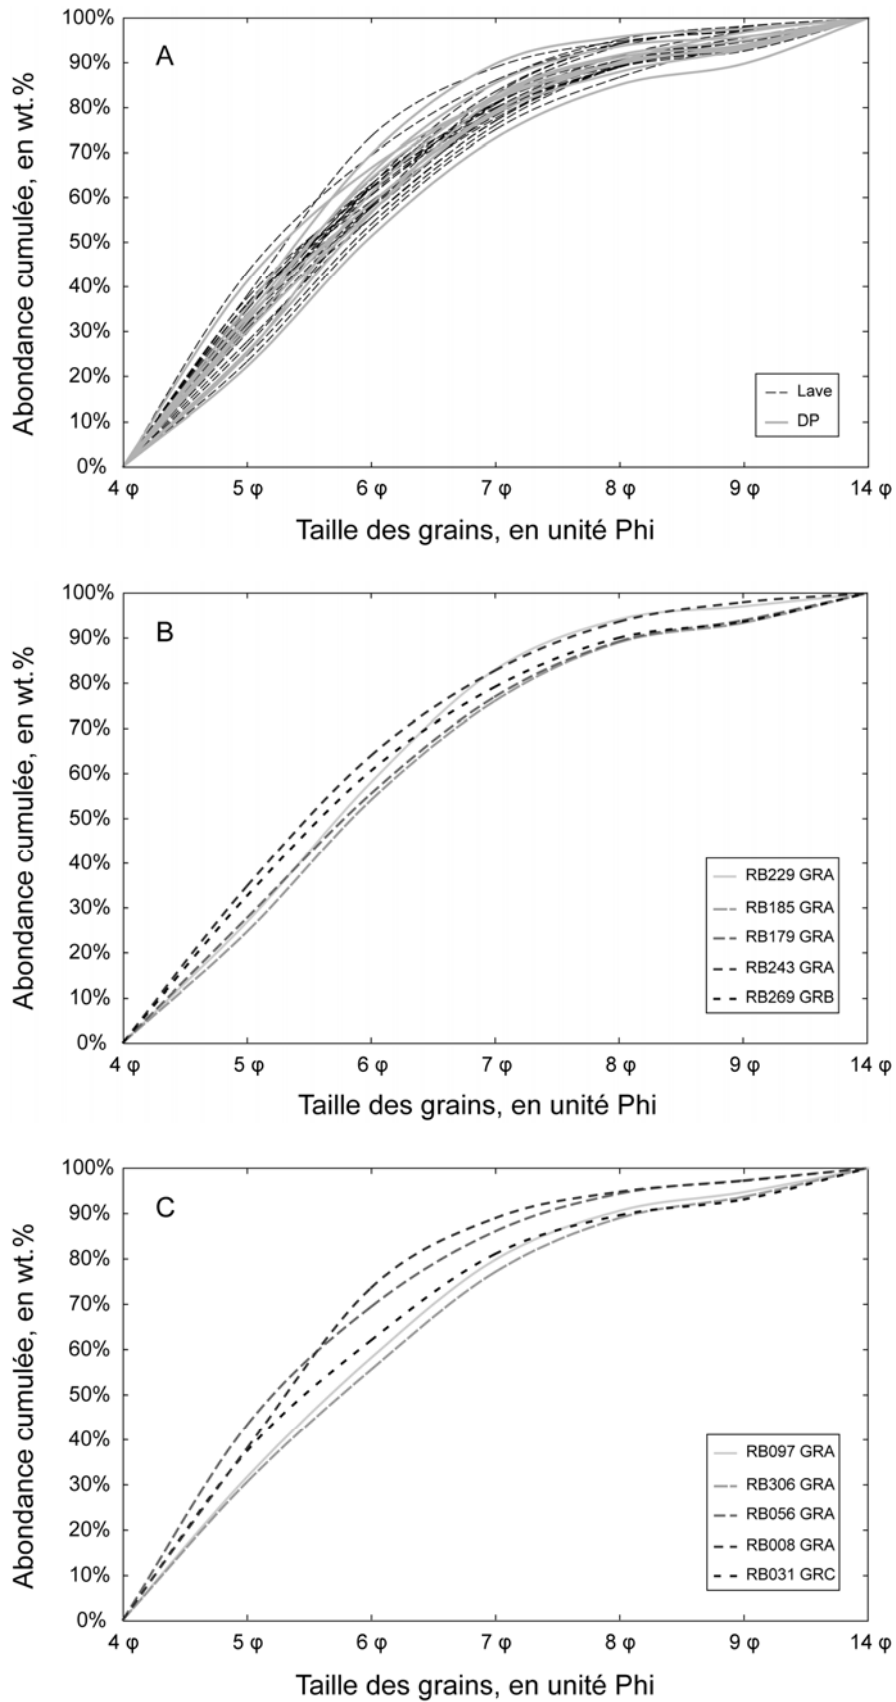 A
Abondance cumulée, en wt.%
100%
90%
80%
70%
60%
50%
40%
30%
20%
10%
0%
Lave
DP
4 φ 5 φ 6 φ 7 φ 8 φ 9 φ 14 φ
Taille des grains, en unité Phi
B
Abondance cumulée, en wt.%
100%
90%
80%
70%
60%
50%
40%
30%
20%
10%
0%
RB229 GRA
RB185 GRA
RB179 GRA
RB243 GRA
RB269 GRB
4 φ 5 φ 6 φ 7 φ 8 φ 9 φ 14 φ
Taille des grains, en unité Phi
C
Abondance cumulée, en wt.%
100%
90%
80%
70%
60%
50%
40%
30%
20%
10%
0%
RB097 GRA
RB306 GRA
RB056 GRA
RB008 GRA
RB031 GRC
4 φ 5 φ 6 φ 7 φ 8 φ 9 φ 14 φ
Taille des grains, en unité Phi